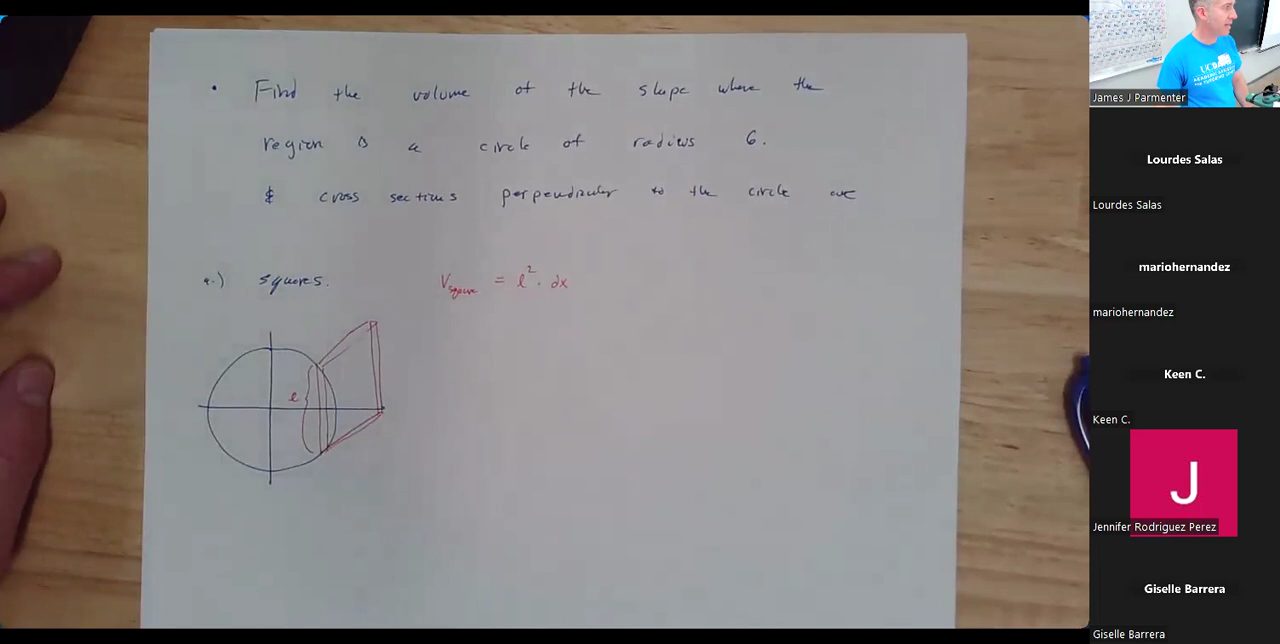 • Find the volume of the shape where the
region is a circle of radius 6.
& cross sections perpendicular to the circle are
a.) squares.
V square = l² · dx
l
UC
James J Parmenter
Lourdes Salas
Lourdes Salas
mariohernandez
mariohernandez
Keen C.
Keen C.
J
Jennifer Rodriguez Perez
Giselle Barrera
Giselle Barrera